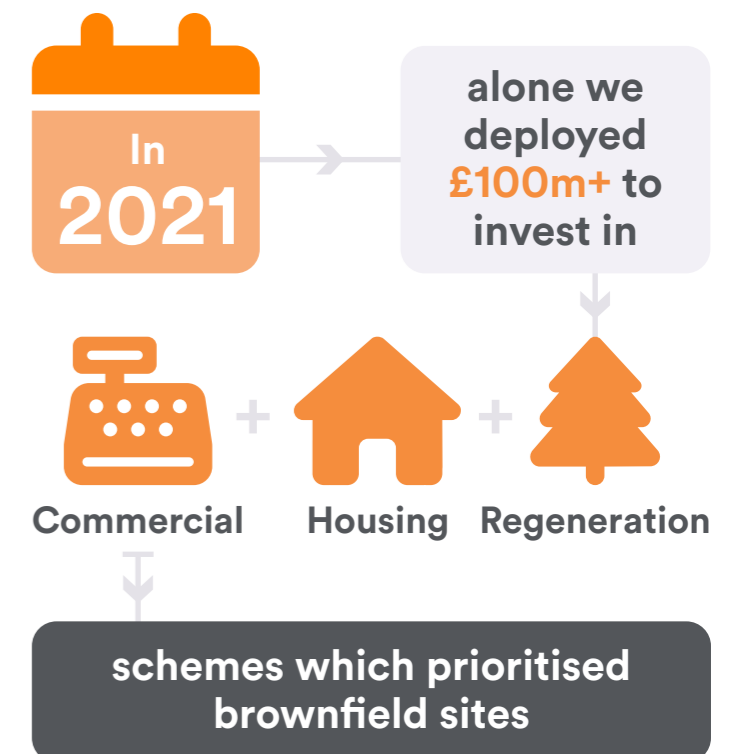 In
2021
alone we
deployed
£100m+ to
invest in
Commercial
Housing
Regeneration
schemes which prioritised
brownfield sites